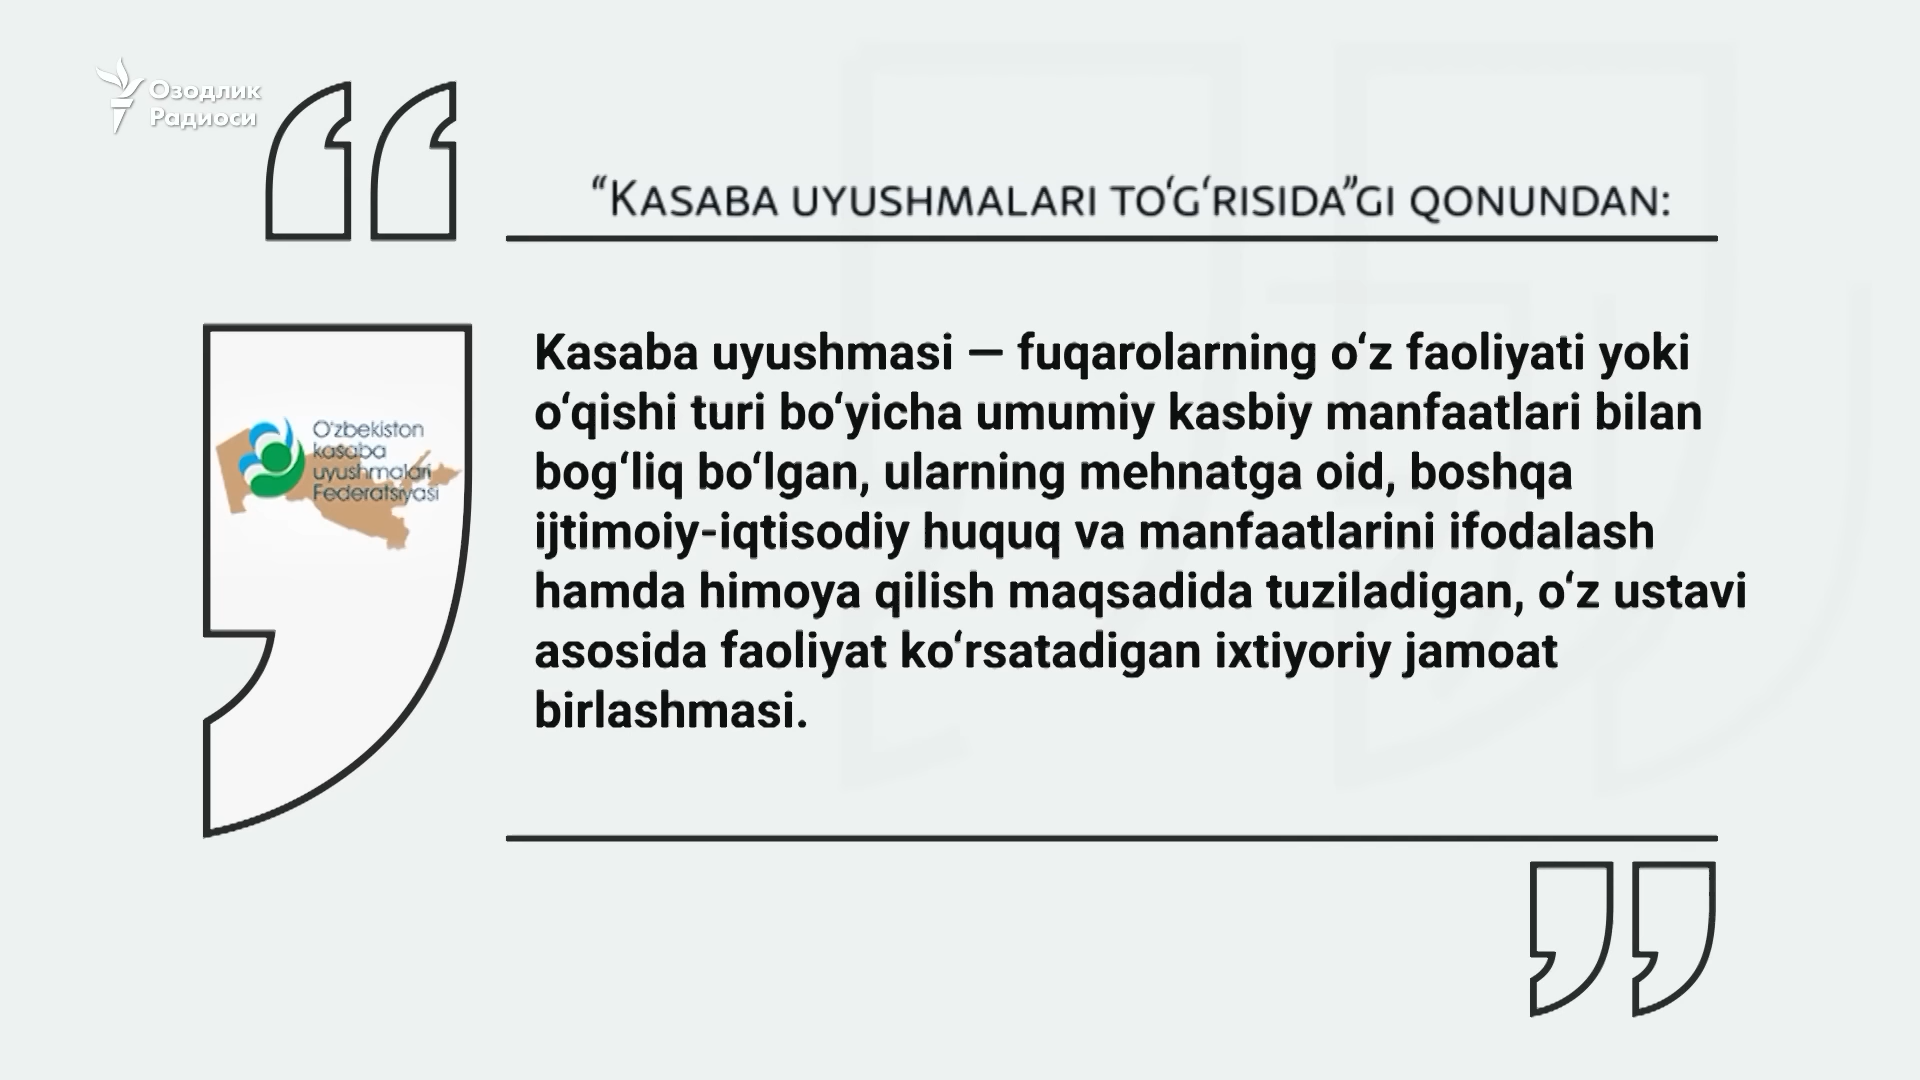 Озодлик
Радиоси
“Kasaba uyushmalari to‘g‘risida”gi qonundan:
O‘zbekiston
kasaba
uyushmalari
Federatsiyasi
Kasaba uyushmasi — fuqarolarning o‘z faoliyati yoki
o‘qishi turi bo‘yicha umumiy kasbiy manfaatlari bilan
bog‘liq bo‘lgan, ularning mehnatga oid, boshqa
ijtimoiy-iqtisodiy huquq va manfaatlarini ifodalash
hamda himoya qilish maqsadida tuziladigan, o‘z ustavi
asosida faoliyat ko‘rsatadigan ixtiyoriy jamoat
birlashmasi.